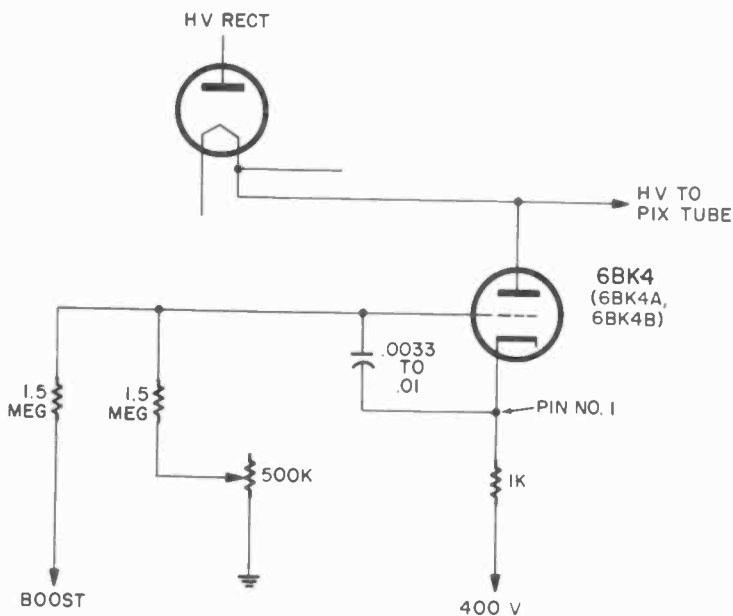 HV RECT
HV TO
PIX TUBE
6BK4
(6BK4A,
6BK4B)
.0033
TO
.01
1.5
MEG
1.5
MEG
PIN NO. 1
500K
1K
BOOST
400 V